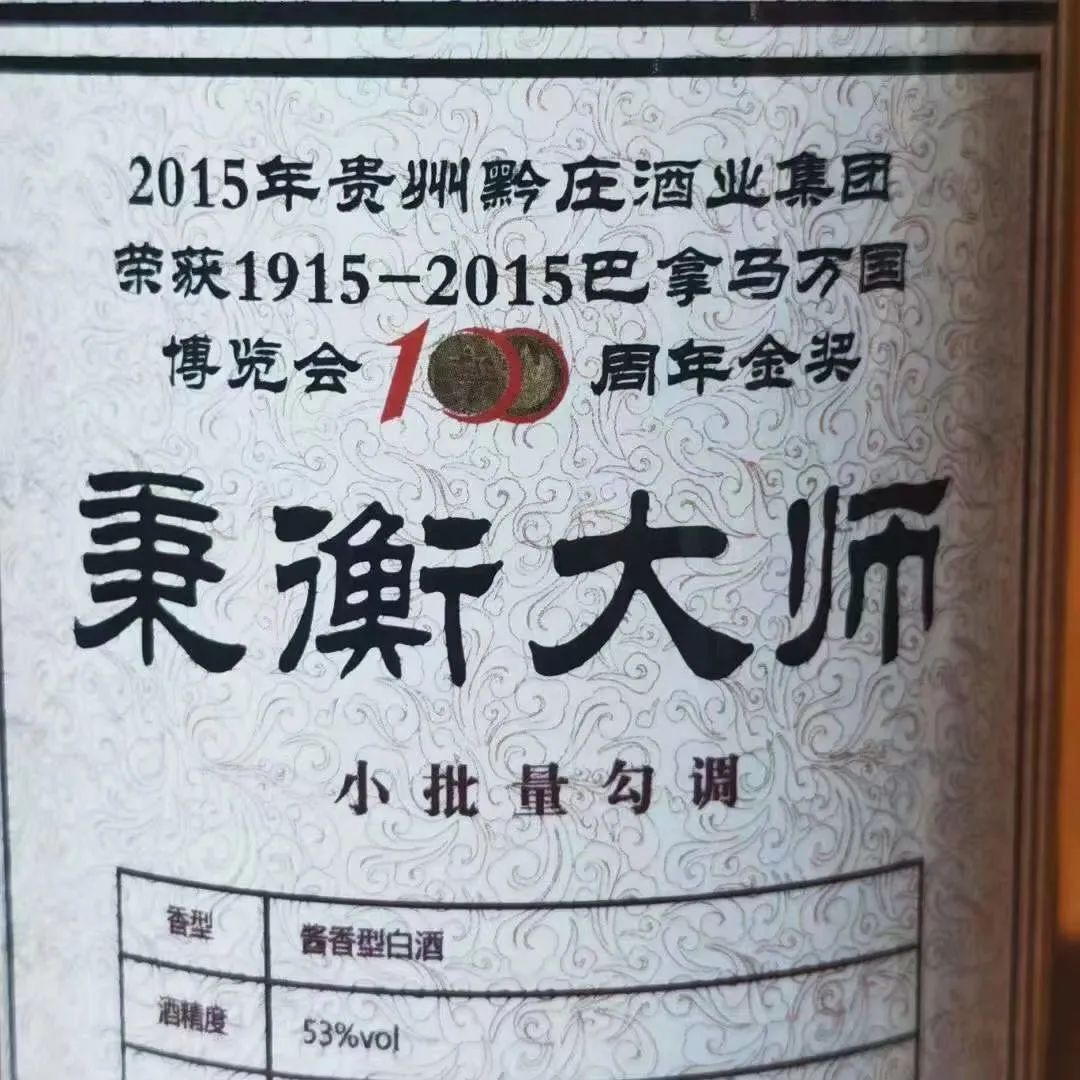 2015年贵州黔庄酒业集团
荣获1915-2015巴拿马万国
博览会100周年金奖
秉衡大师
小批量勾调
香型 酱香型白酒
酒精度 53%vol